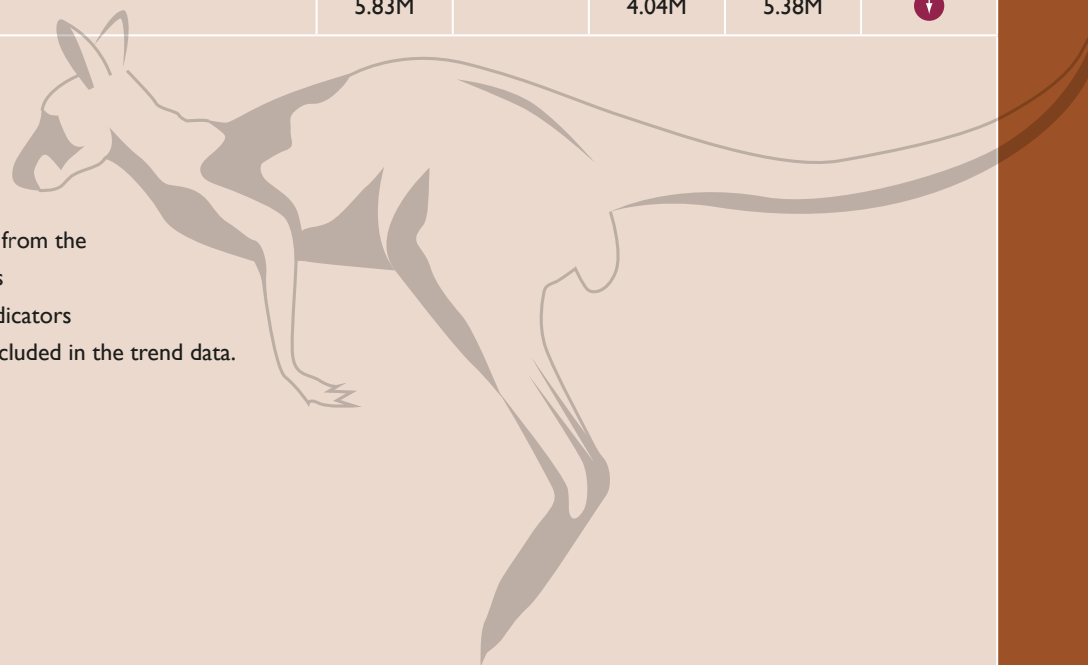 5.83M 4.04M 5.38M
from the
s
dicators
cluded in the trend data.